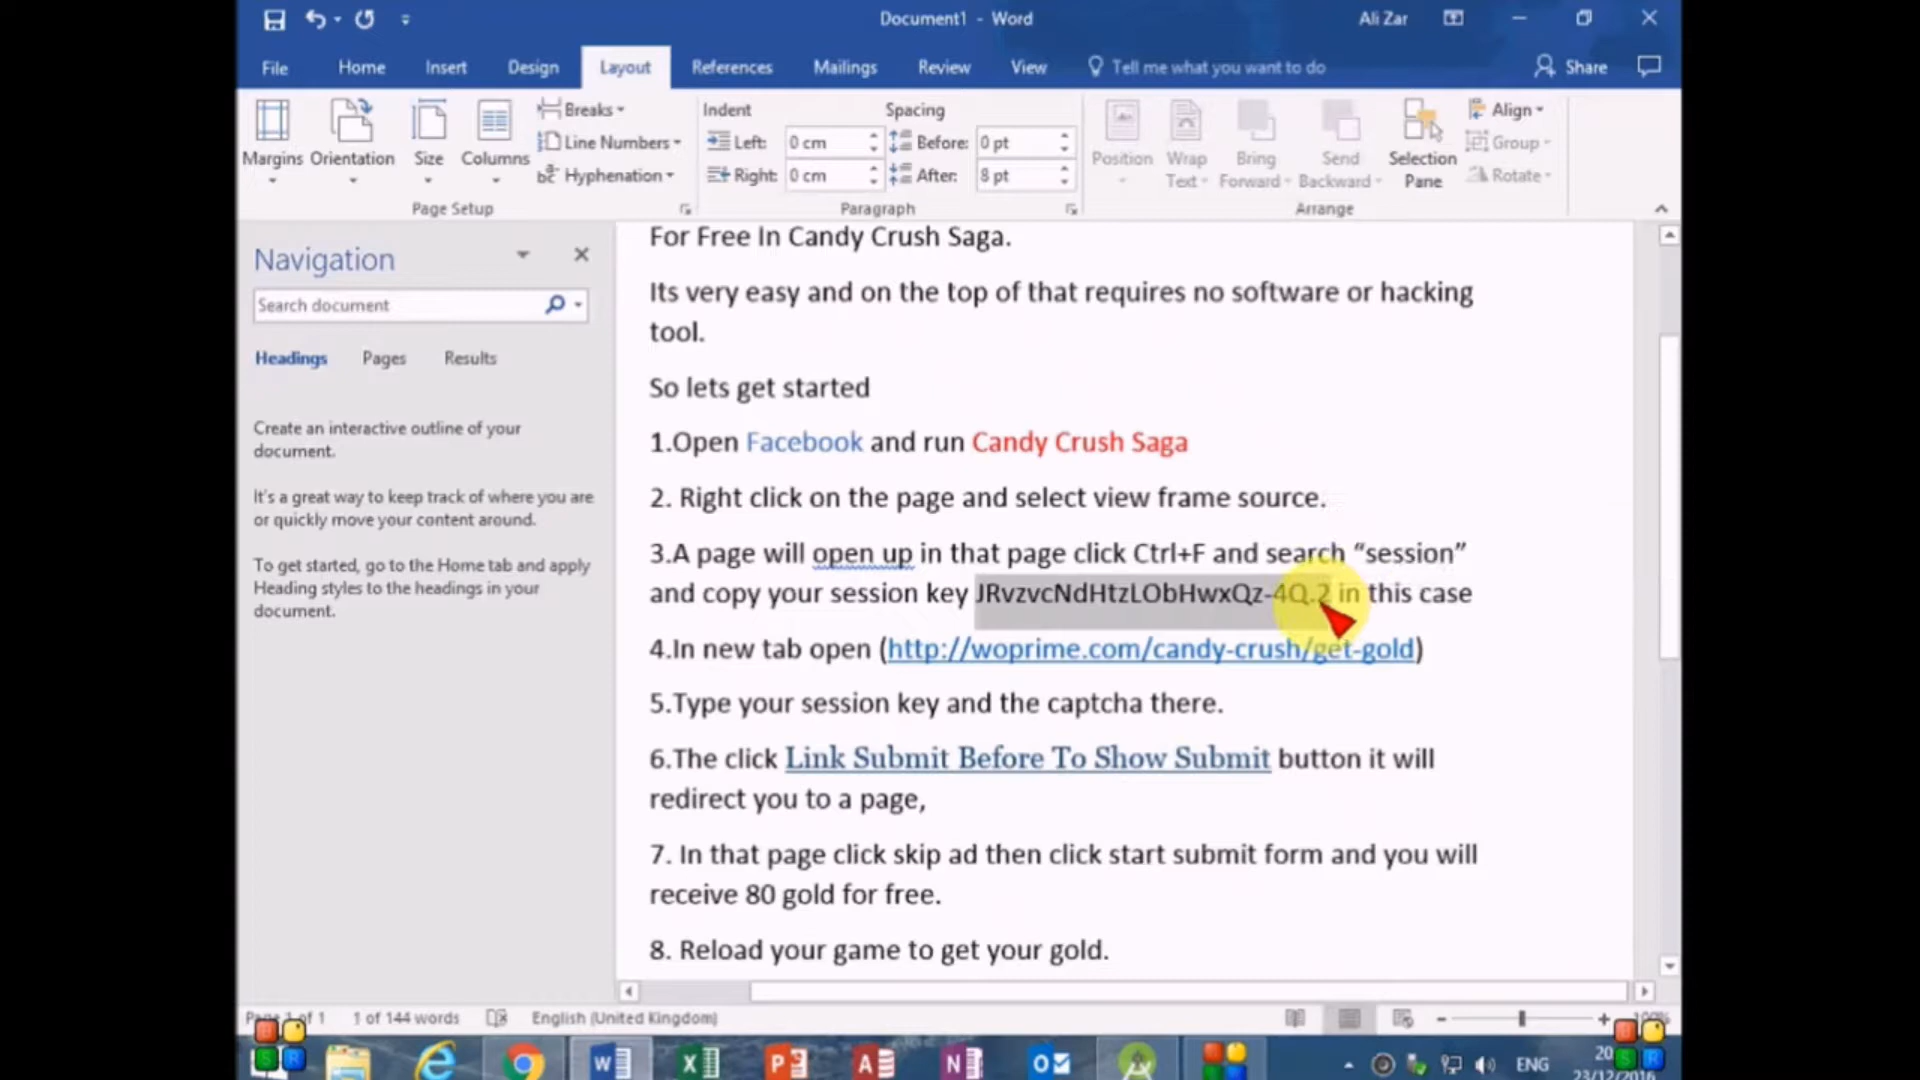 Document1 - Word
Ali Zar
File Home Insert Design Layout References Mailings Review View Tell me what you want to do Share
Breaks Indent Spacing Align
Line Numbers Left: 0 cm Before: 0 pt Group
Margins Orientation Size Columns Position Wrap Text Bring Forward Send Backward Selection Pane
Hyphenation Right: 0 cm After: 8 pt Rotate
Page Setup Paragraph Arrange
Navigation
Search document
Headings Pages Results
Create an interactive outline of your
document.
It's a great way to keep track of where you are
or quickly move your content around.
To get started, go to the Home tab and apply
Heading styles to the headings in your
document.
For Free In Candy Crush Saga.
Its very easy and on the top of that requires no software or hacking
tool.
So lets get started
1.Open Facebook and run Candy Crush Saga
2. Right click on the page and select view frame source.
3.A page will open up in that page click Ctrl+F and search “session”
and copy your session key JRvzvcNdHtzLObHwxQz-4Q.2 in this case
4.In new tab open (http://woprime.com/candy-crush/get-gold)
5.Type your session key and the captcha there.
6.The click Link Submit Before To Show Submit button it will
redirect you to a page,
7. In that page click skip ad then click start submit form and you will
receive 80 gold for free.
8. Reload your game to get your gold.
of 1 1 of 144 words English (United Kingdom)
ENG
23/12/2016